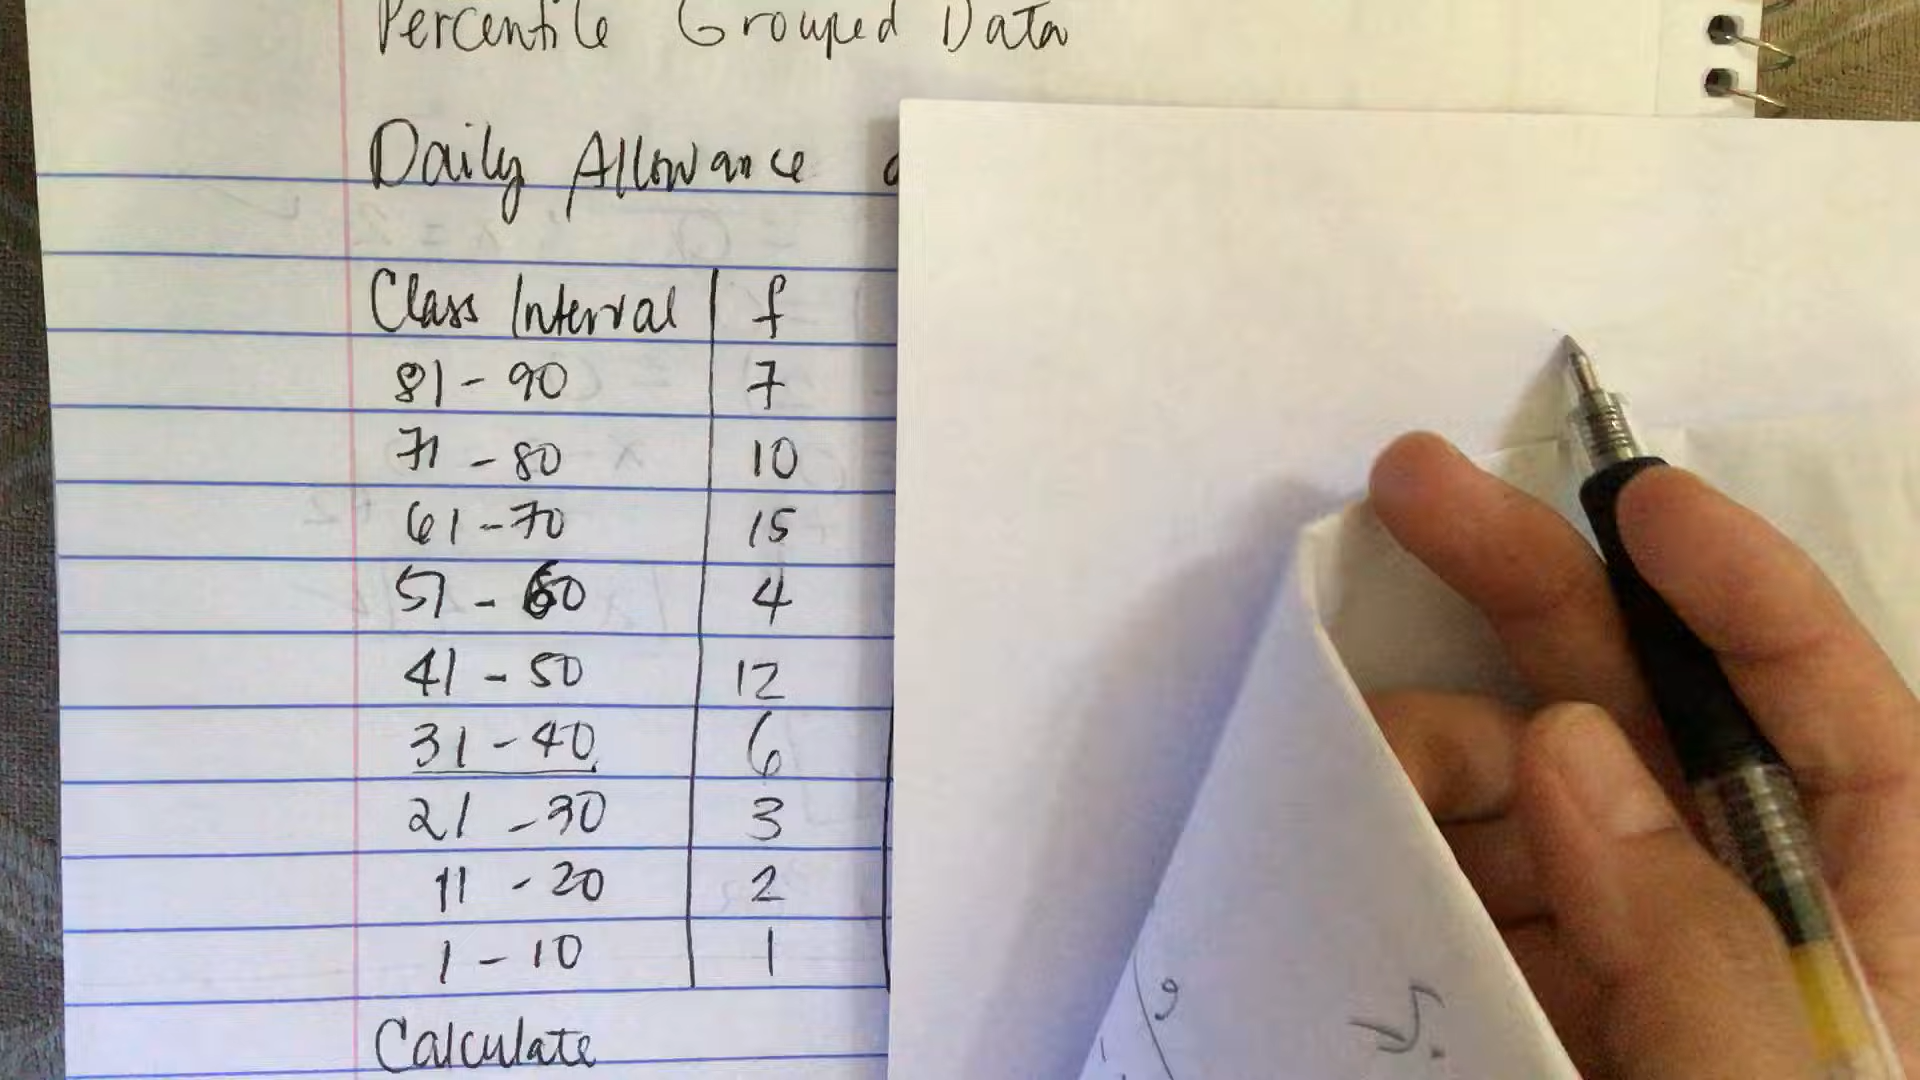 Percentile Grouped Data
Daily Allowance
Class Interval f
81 - 90 7
71 - 80 10
61 - 70 15
51 - 60 4
41 - 50 12
31 - 40 6
21 - 30 3
11 - 20 2
1 - 10 1
Calculate